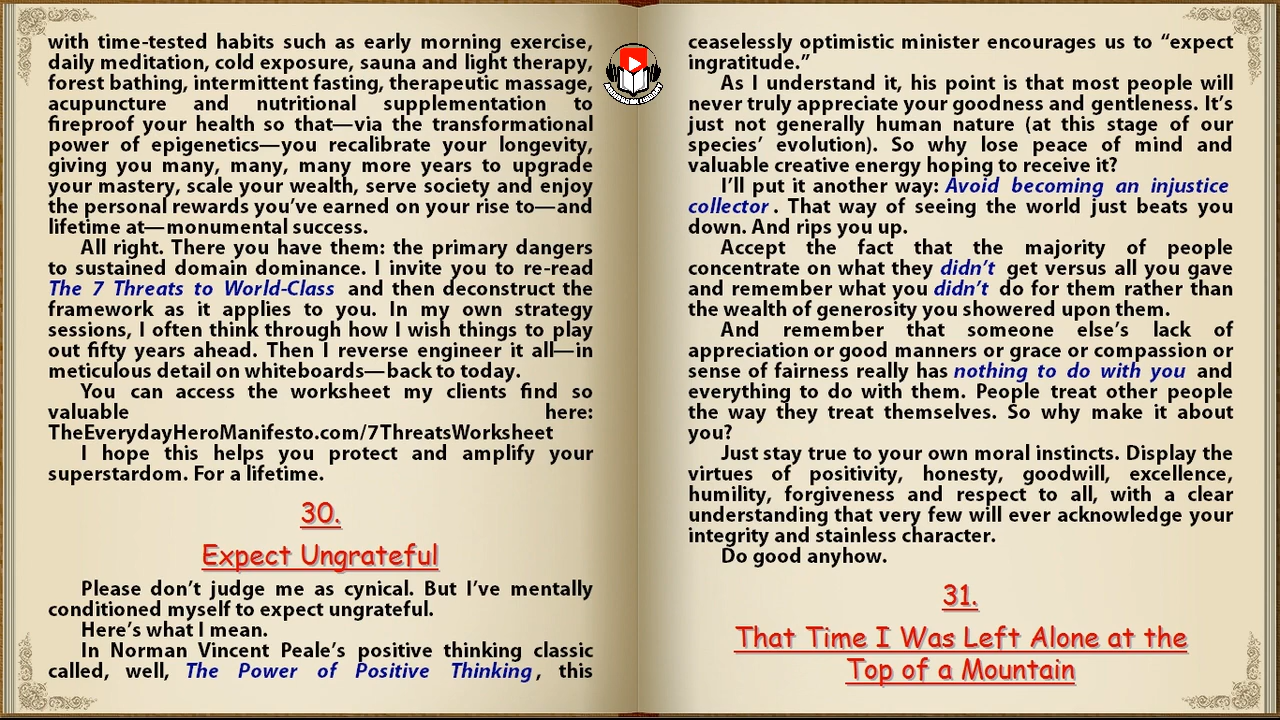 with time-tested habits such as early morning exercise,
daily meditation, cold exposure, sauna and light therapy,
forest bathing, intermittent fasting, therapeutic massage,
acupuncture and nutritional supplementation to
fireproof your health so that—via the transformational
power of epigenetics—you recalibrate your longevity,
giving you many, many, many more years to upgrade
your mastery, scale your wealth, serve society and enjoy
the personal rewards you’ve earned on your rise to—and
lifetime at—monumental success.
All right. There you have them: the primary dangers
to sustained domain dominance. I invite you to re-read
The 7 Threats to World-Class and then deconstruct the
framework as it applies to you. In my own strategy
sessions, I often think through how I wish things to play
out fifty years ahead. Then I reverse engineer it all—in
meticulous detail on whiteboards—back to today.
You can access the worksheet my clients find so
valuable here:
TheEverydayHeroManifesto.com/7ThreatsWorksheet
I hope this helps you protect and amplify your
superstardom. For a lifetime.
30.
Expect Ungrateful
Please don’t judge me as cynical. But I’ve mentally
conditioned myself to expect ungrateful.
Here’s what I mean.
In Norman Vincent Peale’s positive thinking classic
called, well, The Power of Positive Thinking, this
ceaselessly optimistic minister encourages us to “expect
ingratitude.”
As I understand it, his point is that most people will
never truly appreciate your goodness and gentleness. It’s
just not generally human nature (at this stage of our
species’ evolution). So why lose peace of mind and
valuable creative energy hoping to receive it?
I’ll put it another way: Avoid becoming an injustice
collector. That way of seeing the world just beats you
down. And rips you up.
Accept the fact that the majority of people
concentrate on what they didn’t get versus all you gave
and remember what you didn’t do for them rather than
the wealth of generosity you showered upon them.
And remember that someone else’s lack of
appreciation or good manners or grace or compassion or
sense of fairness really has nothing to do with you and
everything to do with them. People treat other people
the way they treat themselves. So why make it about
you?
Just stay true to your own moral instincts. Display the
virtues of positivity, honesty, goodwill, excellence,
humility, forgiveness and respect to all, with a clear
understanding that very few will ever acknowledge your
integrity and stainless character.
Do good anyhow.
31.
That Time I Was Left Alone at the
Top of a Mountain